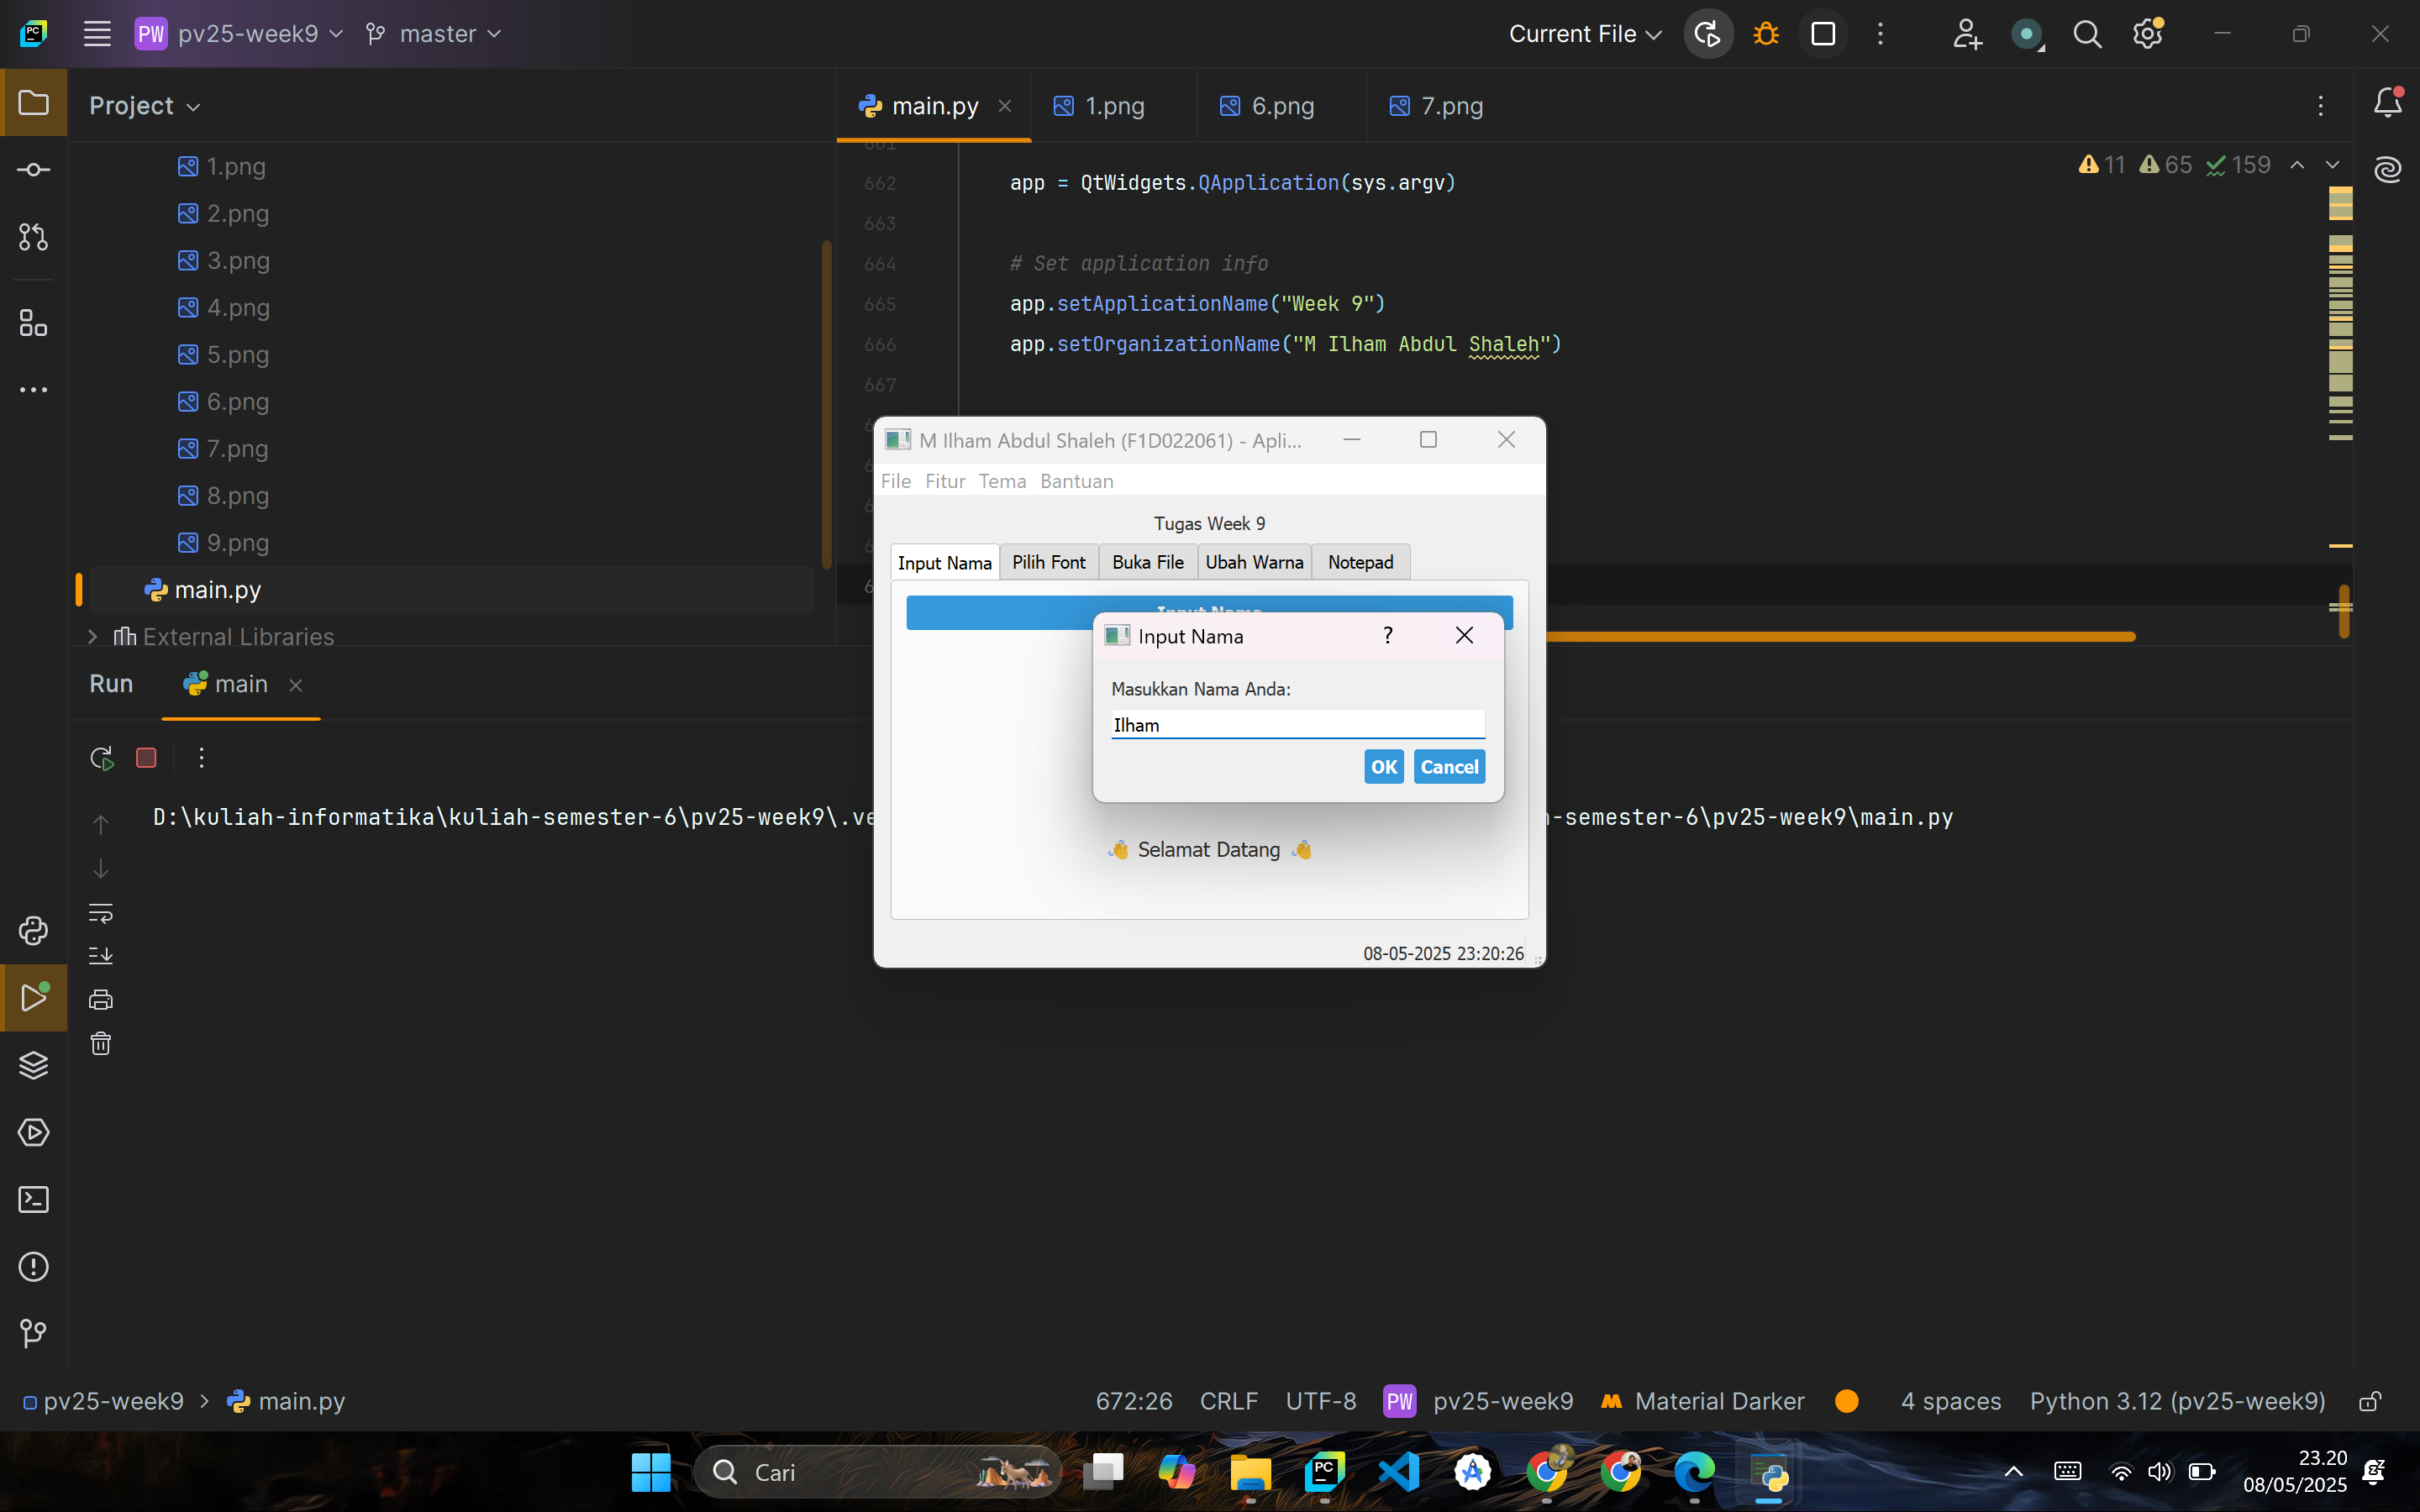 PC PW pv25-week9 master Current File
Project main.py 1.png 6.png 7.png
1.png
2.png
3.png
4.png
5.png
6.png
7.png
8.png
9.png
main.py
External Libraries
11 65 159
662 app = QtWidgets.QApplication(sys.argv)
663
664 # Set application info
665 app.setApplicationName("Week 9")
666 app.setOrganizationName("M Ilham Abdul Shaleh")
667
M Ilham Abdul Shaleh (F1D022061) - Apli...
File Fitur Tema Bantuan
Tugas Week 9
Input Nama Pilih Font Buka File Ubah Warna Notepad
Input Nama
Input Nama ?
Masukkan Nama Anda:
Ilham
OK Cancel
👋 Selamat Datang 👋
08-05-2025 23:20:26
Run main
D:\kuliah-informatika\kuliah-semester-6\pv25-week9\.ve
-semester-6\pv25-week9\main.py
pv25-week9 > main.py 672:26 CRLF UTF-8 PW pv25-week9 Material Darker 4 spaces Python 3.12 (pv25-week9)
Cari
PC
23.20
08/05/2025